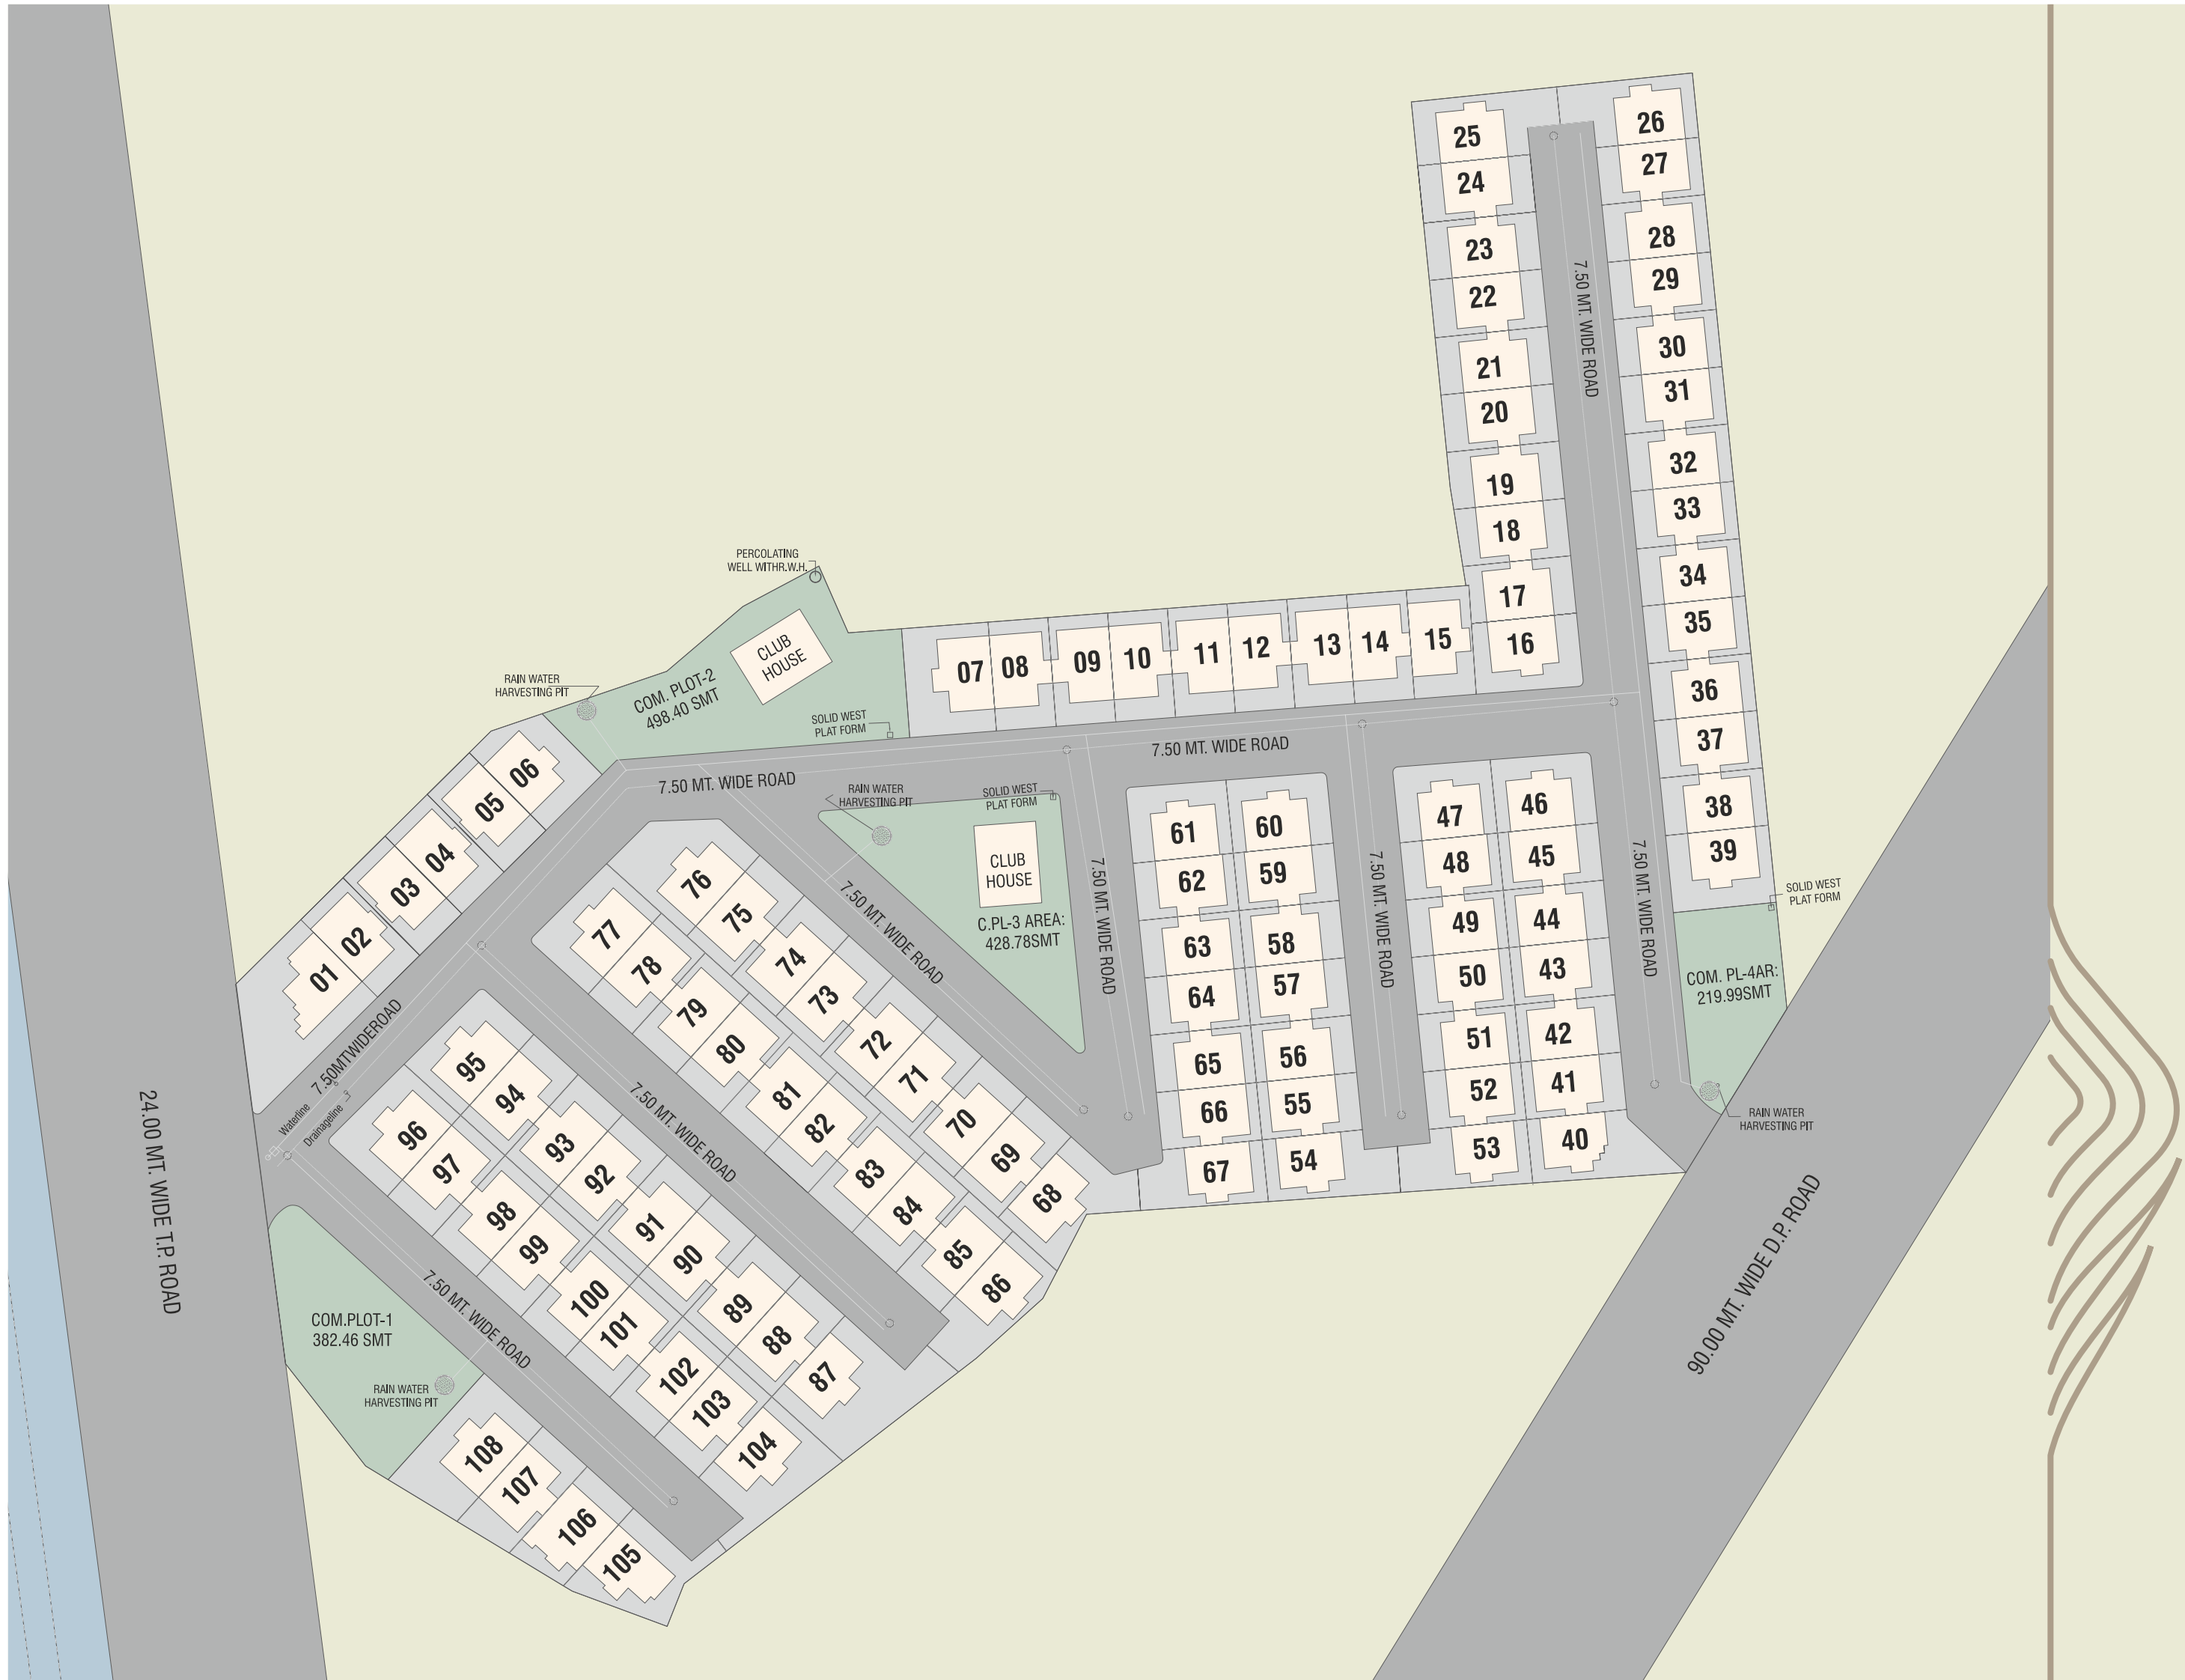 25
26
24
27
23
28
22
29
7.50 MT. WIDE ROAD
21
30
20
31
19
32
18
33
17
34
16
35
PERCOLATING
WELL WITHR.W.H.
CLUB
HOUSE
07
08
09
10
11
12
13
14
15
RAIN WATER
HARVESTING PIT
COM. PLOT-2
498.40 SMT
SOLID WEST
PLAT FORM
36
37
38
39
7.50 MT. WIDE ROAD
7.50 MT. WIDE ROAD
06
05
04
03
02
01
RAIN WATER
HARVESTING PIT
SOLID WEST
PLAT FORM
CLUB
HOUSE
C.PL-3 AREA:
428.78SMT
7.50 MT. WIDE ROAD
7.50 MT. WIDE ROAD
61
60
62
59
63
58
64
57
65
56
66
55
67
54
7.50 MT. WIDE ROAD
47
46
48
45
49
44
50
43
51
42
52
41
53
40
7.50 MT. WIDE ROAD
SOLID WEST
PLAT FORM
COM. PL-4AR:
219.99SMT
RAIN WATER
HARVESTING PIT
76
75
74
73
72
71
70
69
68
77
78
79
80
81
82
83
84
85
86
7.50MTWIDEROAD
Waterline
Drainageline
7.50 MT. WIDE ROAD
95
94
93
92
91
90
89
88
87
96
97
98
99
100
101
102
103
104
7.50 MT. WIDE ROAD
24.00 MT. WIDE T.P. ROAD
COM.PLOT-1
382.46 SMT
RAIN WATER
HARVESTING PIT
108
107
106
105
90.00 MT. WIDE D.P. ROAD